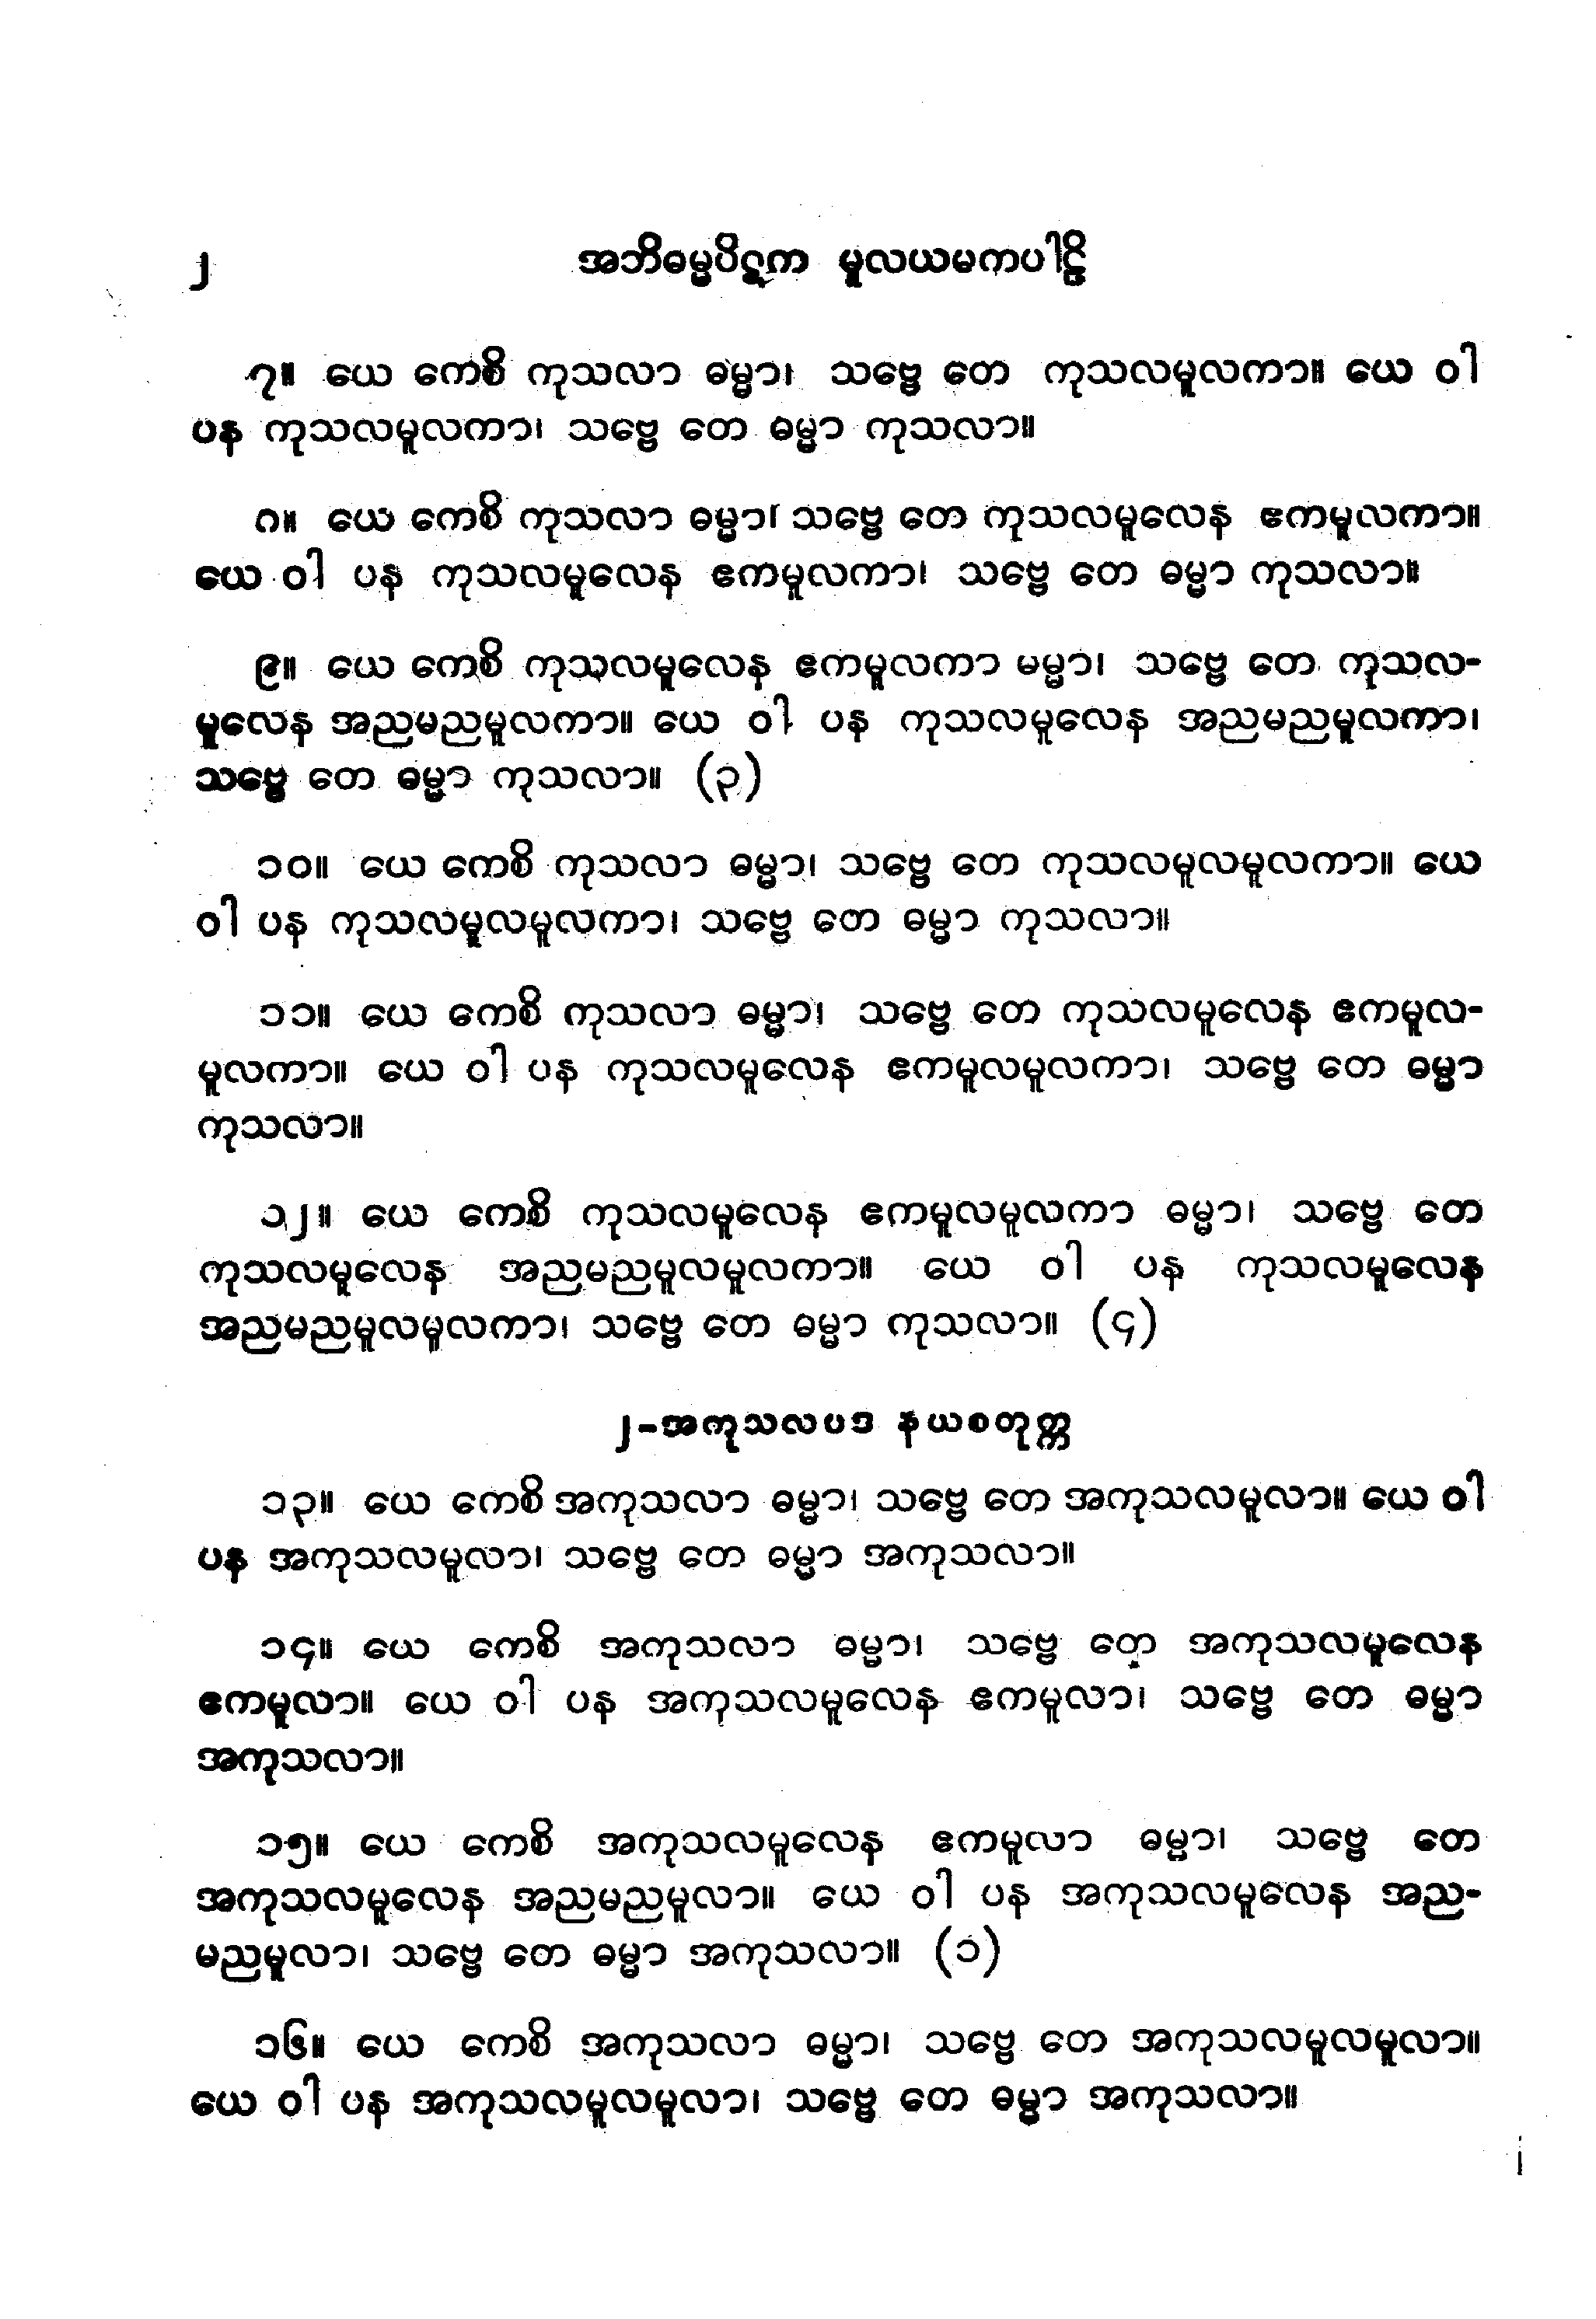 ၂ အဘိဓမ္မပိဋက မူလယမကပါဠိ
၇။ ယေ ကေစိ ကုသလာ ဓမ္မာ၊ သဗ္ဗေ တေ ကုသလမူလကာ။ ယေ ဝါ
ပန ကုသလမူလကာ၊ သဗ္ဗေ တေ ဓမ္မာ ကုသလာ။
၈။ ယေ ကေစိ ကုသလာ ဓမ္မာ၊ သဗ္ဗေ တေ ကုသလမူလေန ဧကမူလကာ။
ယေ ဝါ ပန ကုသလမူလေန ဧကမူလကာ၊ သဗ္ဗေ တေ ဓမ္မာ ကုသလာ။
၉။ ယေ ကေစိ ကုသလမူလေန ဧကမူလကာ မမ္မာ၊ သဗ္ဗေ တေ ကုသလ-
မူလေန အညမညမူလကာ။ ယေ ဝါ ပန ကုသလမူလေန အညမညမူလကာ၊
သဗ္ဗေ တေ ဓမ္မာ ကုသလာ။ (၃)
၁၀။ ယေ ကေစိ ကုသလာ ဓမ္မာ၊ သဗ္ဗေ တေ ကုသလမူလမူလကာ။ ယေ
ဝါ ပန ကုသလမူလမူလကာ၊ သဗ္ဗေ တေ ဓမ္မာ ကုသလာ။
၁၁။ ယေ ကေစိ ကုသလာ ဓမ္မာ၊ သဗ္ဗေ တေ ကုသလမူလေန ဧကမူလ-
မူလကာ။ ယေ ဝါ ပန ကုသလမူလေန ဧကမူလမူလကာ၊ သဗ္ဗေ တေ ဓမ္မာ
ကုသလာ။
၁၂။ ယေ ကေစိ ကုသလမူလေန ဧကမူလမူလကာ ဓမ္မာ၊ သဗ္ဗေ တေ
ကုသလမူလေန အညမညမူလမူလကာ။ ယေ ဝါ ပန ကုသလမူလေန
အညမညမူလမူလကာ၊ သဗ္ဗေ တေ ဓမ္မာ ကုသလာ။ (၄)
၂-အကုသလပဒ နယစတုက္က
၁၃။ ယေ ကေစိ အကုသလာ ဓမ္မာ၊ သဗ္ဗေ တေ အကုသလမူလာ။ ယေ ဝါ
ပန အကုသလမူလာ၊ သဗ္ဗေ တေ ဓမ္မာ အကုသလာ။
၁၄။ ယေ ကေစိ အကုသလာ ဓမ္မာ၊ သဗ္ဗေ တေ အကုသလမူလေန
ဧကမူလာ။ ယေ ဝါ ပန အကုသလမူလေန ဧကမူလာ၊ သဗ္ဗေ တေ ဓမ္မာ
အကုသလာ။
၁၅။ ယေ ကေစိ အကုသလမူလေန ဧကမူလာ ဓမ္မာ၊ သဗ္ဗေ တေ
အကုသလမူလေန အညမညမူလာ။ ယေ ဝါ ပန အကုသလမူလေန အည-
မညမူလာ၊ သဗ္ဗေ တေ ဓမ္မာ အကုသလာ။ (၁)
၁၆။ ယေ ကေစိ အကုသလာ ဓမ္မာ၊ သဗ္ဗေ တေ အကုသလမူလမူလာ။
ယေ ဝါ ပန အကုသလမူလမူလာ၊ သဗ္ဗေ တေ ဓမ္မာ အကုသလာ။